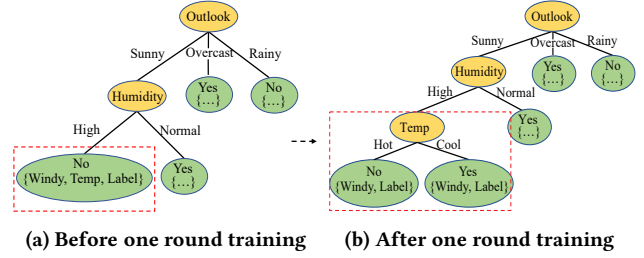 Outlook
Sunny
Overcast
Rainy
Humidity
Yes
{...}
No
{...}
High
Normal
No
{Windy, Temp, Label}
Yes
{...}
(a) Before one round training
Outlook
Sunny
Overcast
Rainy
Humidity
Yes
{...}
No
{...}
High
Normal
Temp
Yes
{...}
Hot
Cool
No
{Windy, Label}
Yes
{Windy, Label}
(b) After one round training